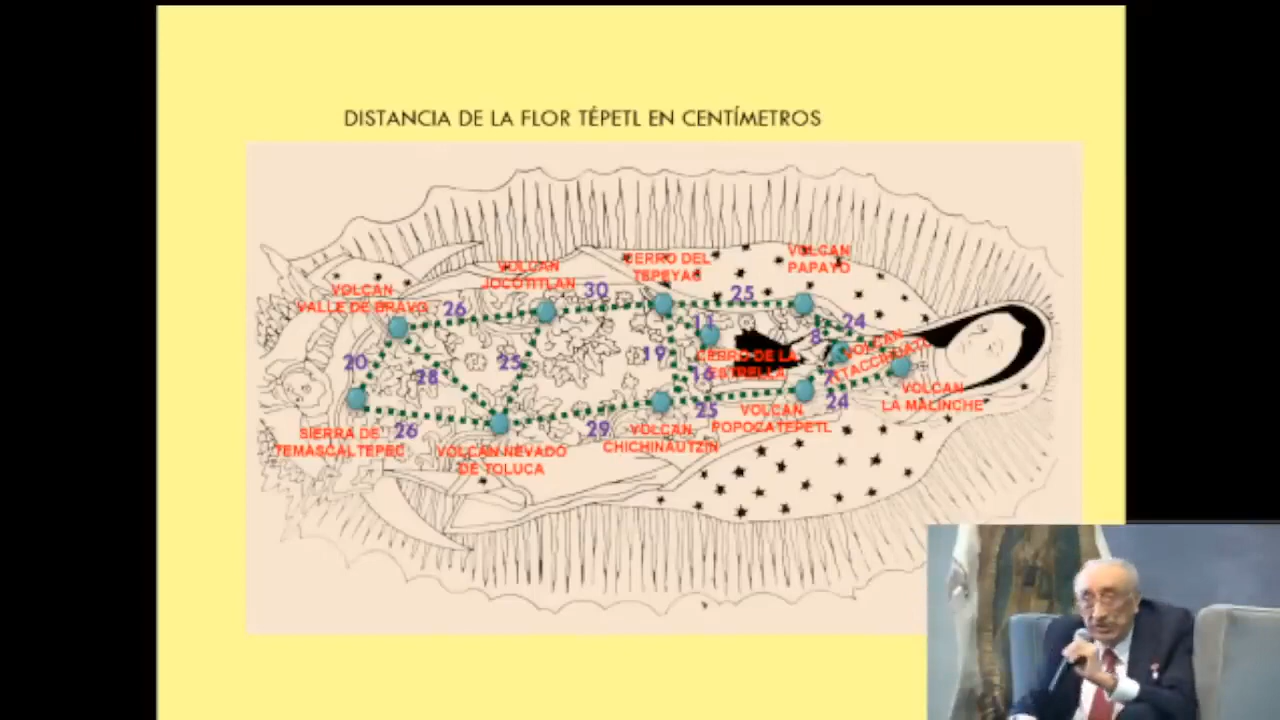 DISTANCIA DE LA FLOR TÉPETL EN CENTÍMETROS
VOLCAN
PAPAYO
CERRO DEL
TEPEYAC
VOLCAN
JOCOTITLAN
VOLCAN
VALLE DE BRAVO
26
30
25
24
11
8
20
28
25
19
16
7
CERRO DE LA
ESTRELLA
VOLCAN
IXTACCIHUATL
VOLCAN
LA MALINCHE
26
29
25
24
VOLCAN
POPOCATEPETL
VOLCAN
CHICHINAUTZIN
SIERRA DE
TEMASCALTEPEC
VOLCAN NEVADO
DE TOLUCA